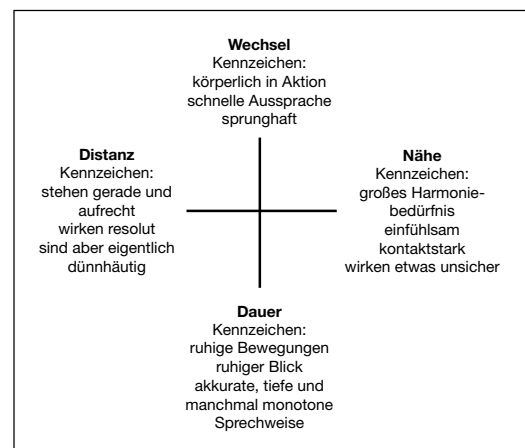 Wechsel
Kennzeichen:
körperlich in Aktion
schnelle Aussprache
sprunghaft
Distanz
Kennzeichen:
stehen gerade und
aufrecht
wirken resolut
sind aber eigentlich
dünnhäutig
Nähe
Kennzeichen:
großes Harmonie-
bedürfnis
einfühlsam
kontaktstark
wirken etwas unsicher
Dauer
Kennzeichen:
ruhige Bewegungen
ruhiger Blick
akkurate, tiefe und
manchmal monotone
Sprechweise